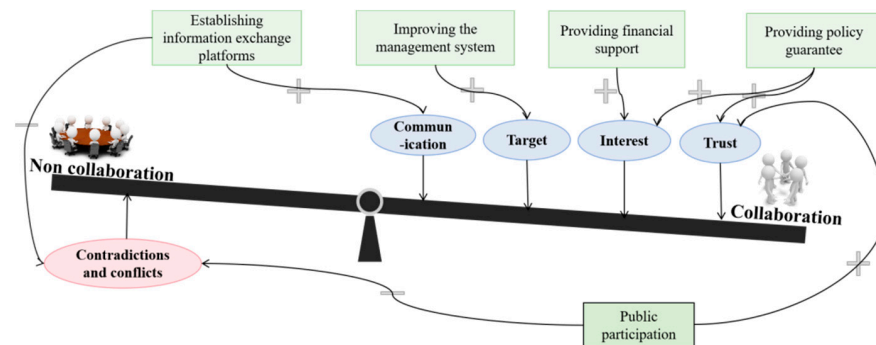 Establishing
information exchange
platforms
Improving the
management system
Providing financial
support
Providing policy
guarantee
Commun
-ication
Target
Interest
Trust
Non collaboration
Collaboration
Contradictions
and conflicts
Public
participation